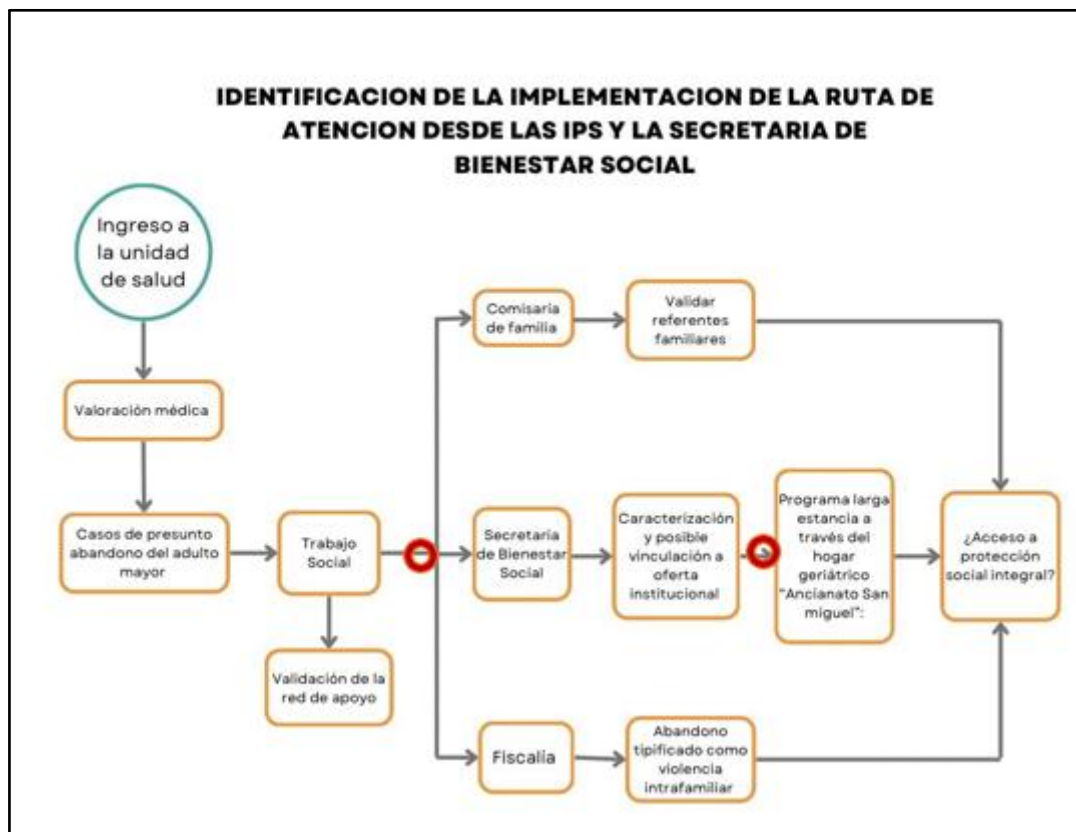 IDENTIFICACION DE LA IMPLEMENTACION DE LA RUTA DE
ATENCION DESDE LAS IPS Y LA SECRETARIA DE
BIENESTAR SOCIAL
Ingreso a
la unidad
de salud
Valoración médica
Casos de presunto
abandono del adulto
mayor
Trabajo
Social
Validación de la
red de apoyo
Comisaria
de familia
Validar
referentes
familiares
Secretaria
de Bienestar
Social
Caracterización
y posible
vinculación a
oferta
institucional
Programa larga
estancia a
través del
hogar
geriátrico
"Ancianato San
miguel":
¿Acceso a
protección
social integral?
Fiscalía
Abandono
tipificado como
violencia
intrafamiliar